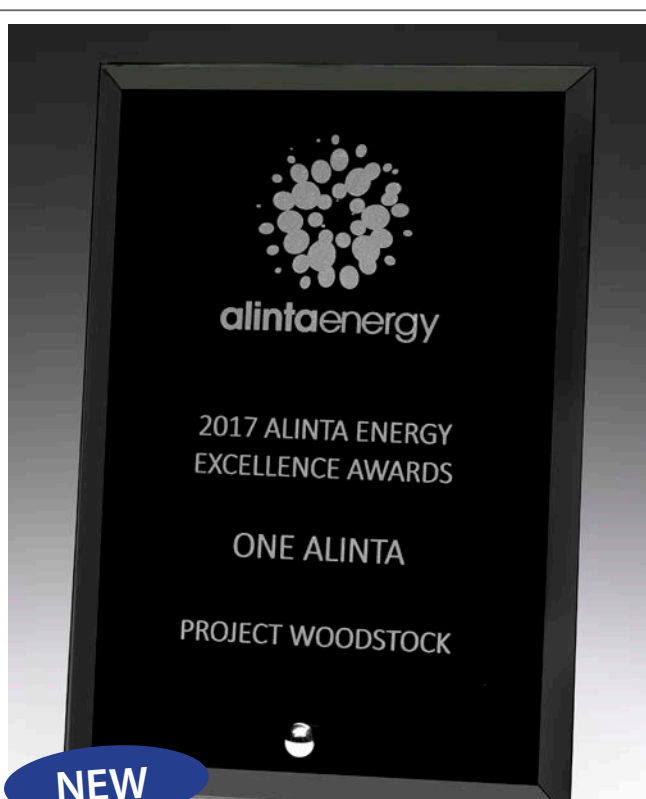 alintaenergy
2017 ALINTA ENERGY
EXCELLENCE AWARDS
ONE ALINTA
PROJECT WOODSTOCK
NEW